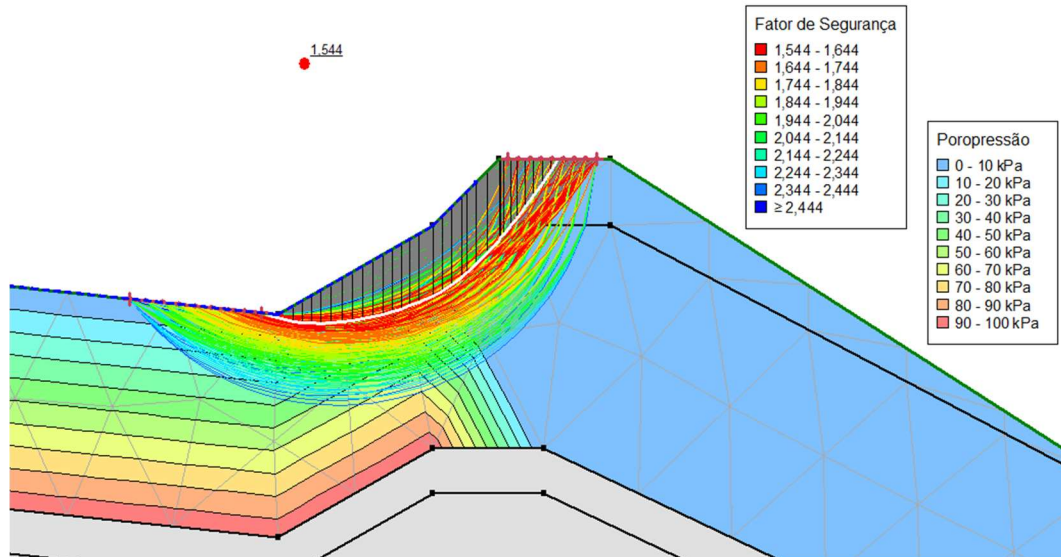 1,544
Fator de Segurança
1,544 - 1,644
1,644 - 1,744
1,744 - 1,844
1,844 - 1,944
1,944 - 2,044
2,044 - 2,144
2,144 - 2,244
2,244 - 2,344
2,344 - 2,444
≥ 2,444
Poropressão
0 - 10 kPa
10 - 20 kPa
20 - 30 kPa
30 - 40 kPa
40 - 50 kPa
50 - 60 kPa
60 - 70 kPa
70 - 80 kPa
80 - 90 kPa
90 - 100 kPa